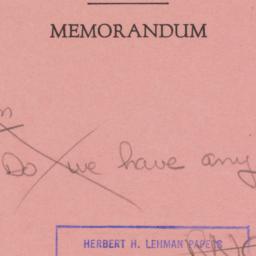 MEMORANDUM
Do we have any
HERBERT H. LEHMAN PAPERS